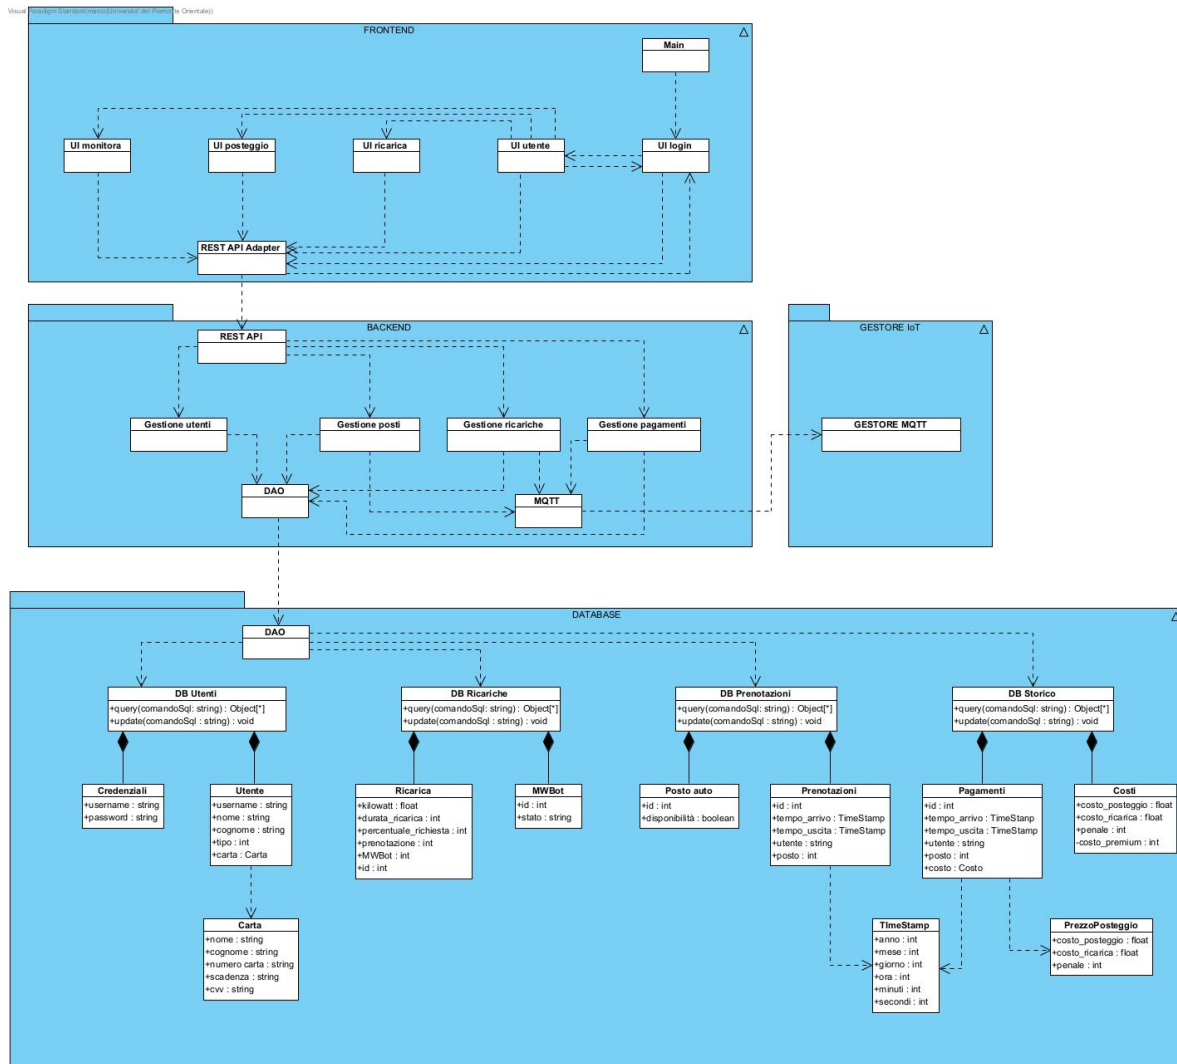 Visual Paradigm Standard(marco(Universita' del Piemonte Orientale))
FRONTEND
Main
UI monitora
UI posteggio
UI ricarica
UI utente
UI login
REST API Adapter
BACKEND
GESTORE IoT
REST API
Gestione utenti
Gestione posti
Gestione ricariche
Gestione pagamenti
GESTORE MQTT
DAO
MQTT
DATABASE
DAO
DB Utenti
+query(comandoSql: string) : Object[*]
+update(comandoSql : string) : void
DB Ricariche
+query(comandoSql: string) : Object[*]
+update(comandoSql : string) : void
DB Prenotazioni
+query(comandoSql: string) : Object[*]
+update(comandoSql : string) : void
DB Storico
+query(comandoSql: string) : Object[*]
+update(comandoSql : string) : void
Credenziali
+username : string
+password : string
Utente
+username : string
+nome : string
+cognome : string
+tipo : int
+carta : Carta
Ricarica
+kilowatt : float
+durata_ricarica : int
+percentuale_richiesta : int
+prenotazione : int
+MWBot : int
+id : int
MWBot
+id : int
+stato : string
Posto auto
+id : int
+disponibilità : boolean
Prenotazioni
+id : int
+tempo_arrivo : TimeStamp
+tempo_uscita : TimeStamp
+utente : string
+posto : int
Pagamenti
+id : int
+tempo_arrivo : TimeStanp
+tempo_uscita : TimeStamp
+utente : string
+posto : int
+costo : Costo
Costi
+costo_posteggio : float
+costo_ricarica : float
+penale : int
-costo_premium : int
Carta
+nome : string
+cognome : string
+numero carta : string
+scadenza : string
+cvv : string
TImeStamp
+anno : int
+mese : int
+giorno : int
+ora : int
+minuti : int
+secondi : int
PrezzoPosteggio
+costo_posteggio : float
+costo_ricarica : float
+penale : int